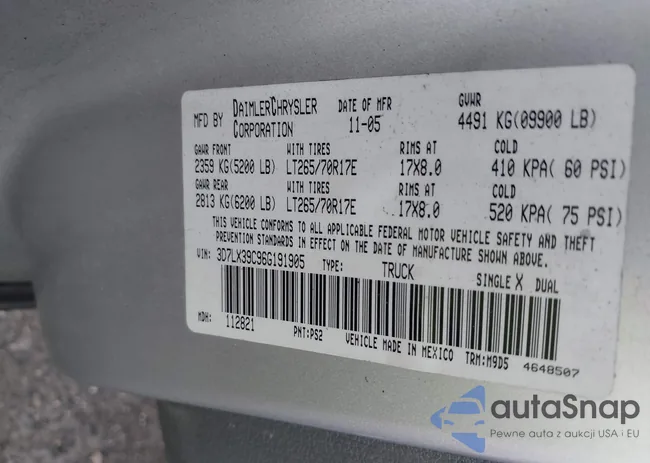 MFD BY DAIMLERCHRYSLER CORPORATION DATE OF MFR 11-05 GVWR 4491 KG(09900 LB)
GAWR FRONT WITH TIRES RIMS AT COLD
2359 KG(5200 LB) LT265/70R17E 17X8.0 410 KPA( 60 PSI)
GAWR REAR WITH TIRES RIMS AT COLD
2813 KG(6200 LB) LT265/70R17E 17X8.0 520 KPA( 75 PSI)
THIS VEHICLE CONFORMS TO ALL APPLICABLE FEDERAL MOTOR VEHICLE SAFETY AND THEFT
PREVENTION STANDARDS IN EFFECT ON THE DATE OF MANUFACTURE SHOWN ABOVE.
VIN: 3D7LX39C96G191905 TYPE: TRUCK SINGLE X DUAL
MDH: 112821 PNT:PS2 VEHICLE MADE IN MEXICO TRM:M9D5 4648507
autaSnap
Pewne auta z aukcji USA i EU